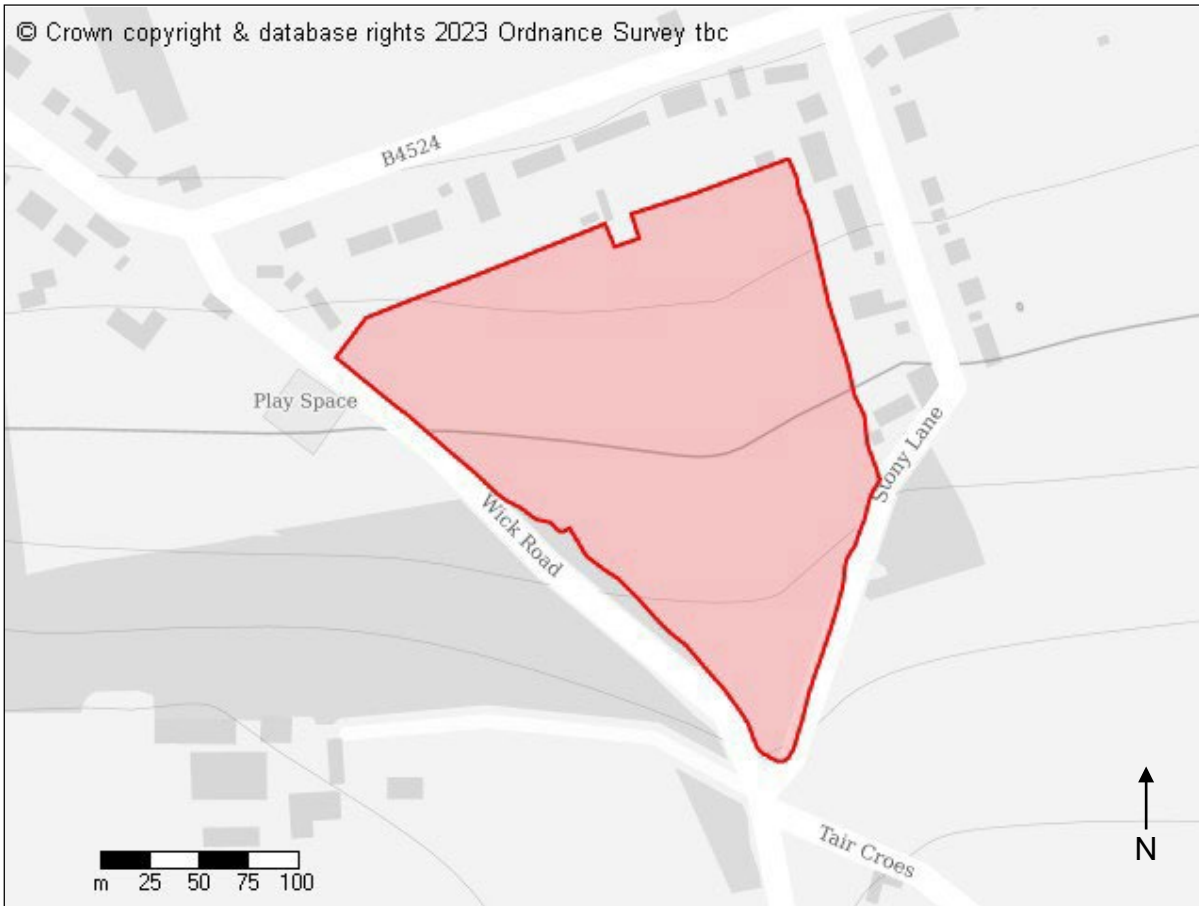 © Crown copyright & database rights 2023 Ordnance Survey tbc
B4524
Play Space
Stony Lane
Wick Road
Tair Croes
N
m 25 50 75 100